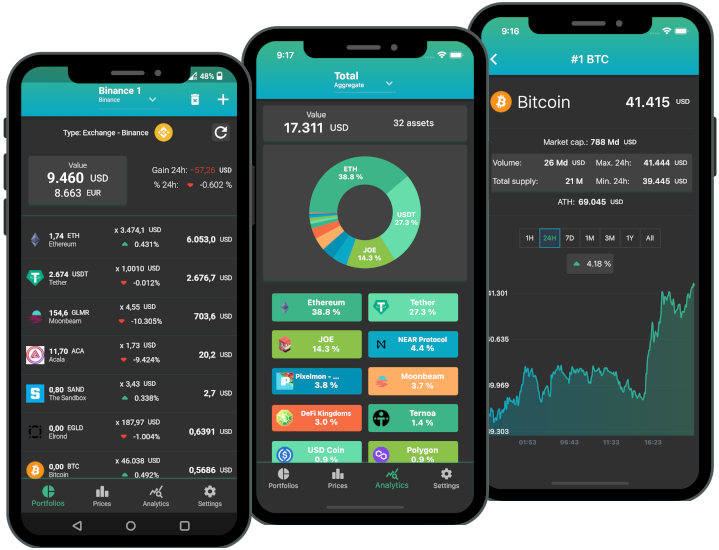 48%
Binance 1
Binance
Type: Exchange - Binance
Value
9.460 USD
8.663 EUR
Gain 24h: -57,26 USD
% 24h: -0.602 %
1,74 ETH
Ethereum
x 3.474,1 USD
0.431%
6.053,0 USD
2.674 USDT
Tether
x 1,0010 USD
-0.012%
2.676,7 USD
154,6 GLMR
Moonbeam
x 4,55 USD
-10.305%
703,6 USD
11,70 ACA
Acala
x 1,73 USD
-9.424%
20,2 USD
0,80 SAND
The Sandbox
x 3,43 USD
0.338%
2,7 USD
0,00 EGLD
Elrond
x 187,97 USD
-1.004%
0,6391 USD
0,00 BTC
Bitcoin
x 46.038 USD
0.492%
0,5686 USD
Portfolios
Prices
Analytics
Settings
9:17
Total
Aggregate
Value
17.311 USD
32 assets
ETH
38.8 %
USDT
27.3 %
JOE
14.3 %
Ethereum
38.8 %
Tether
27.3 %
JOE
14.3 %
NEAR Protocol
4.4 %
Pixelmon - ...
3.8 %
Moonbeam
3.7 %
DeFi Kingdoms
3.0 %
Ternoa
1.4 %
USD Coin
0.9 %
Polygon
0.9 %
Portfolios
Prices
Analytics
Settings
9:16
#1 BTC
Bitcoin
41.415 USD
Market cap.: 788 Md USD
Volume: 26 Md USD
Max. 24h: 41.444 USD
Total supply: 21 M
Min. 24h: 39.445 USD
ATH: 69.045 USD
1H 24H 7D 1M 3M 1Y All
4.18 %
41.301
40.635
39.969
39.303
01:53 06:43 11:33 16:23